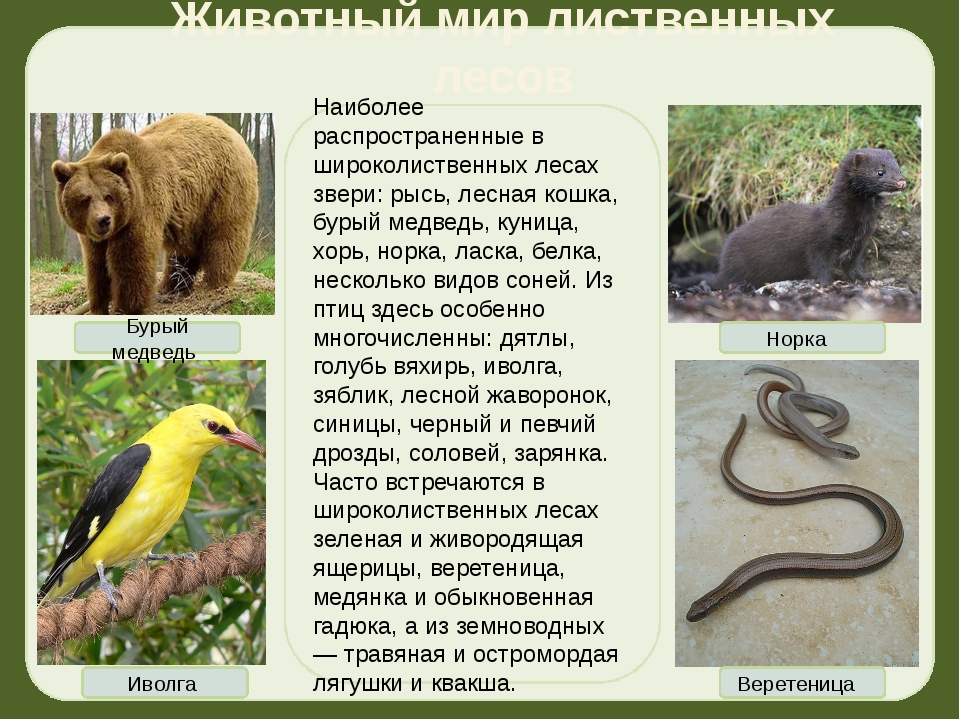 Животный мир лиственных
лесов
Наиболее
распространенные в
широколиственных лесах
звери: рысь, лесная кошка,
бурый медведь, куница,
хорь, норка, ласка, белка,
несколько видов соней. Из
птиц здесь особенно
многочисленны: дятлы,
голубь вяхирь, иволга,
зяблик, лесной жаворонок,
синицы, черный и певчий
дрозды, соловей, зарянка.
Часто встречаются в
широколиственных лесах
зеленая и живородящая
ящерицы, веретеница,
медянка и обыкновенная
гадюка, а из земноводных
— травяная и остромордая
лягушки и квакша.
Бурый
медведь
Норка
Иволга
Веретеница